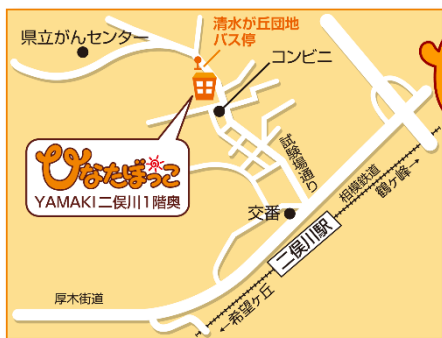 清水が丘団地
バス停
県立がんセンター
コンビニ
ひなたぼっこ
YAMAKI二俣川1階奥
試験場通り
相模鉄道
鶴ヶ峰→
交番
二俣川駅
厚木街道
←希望ヶ丘